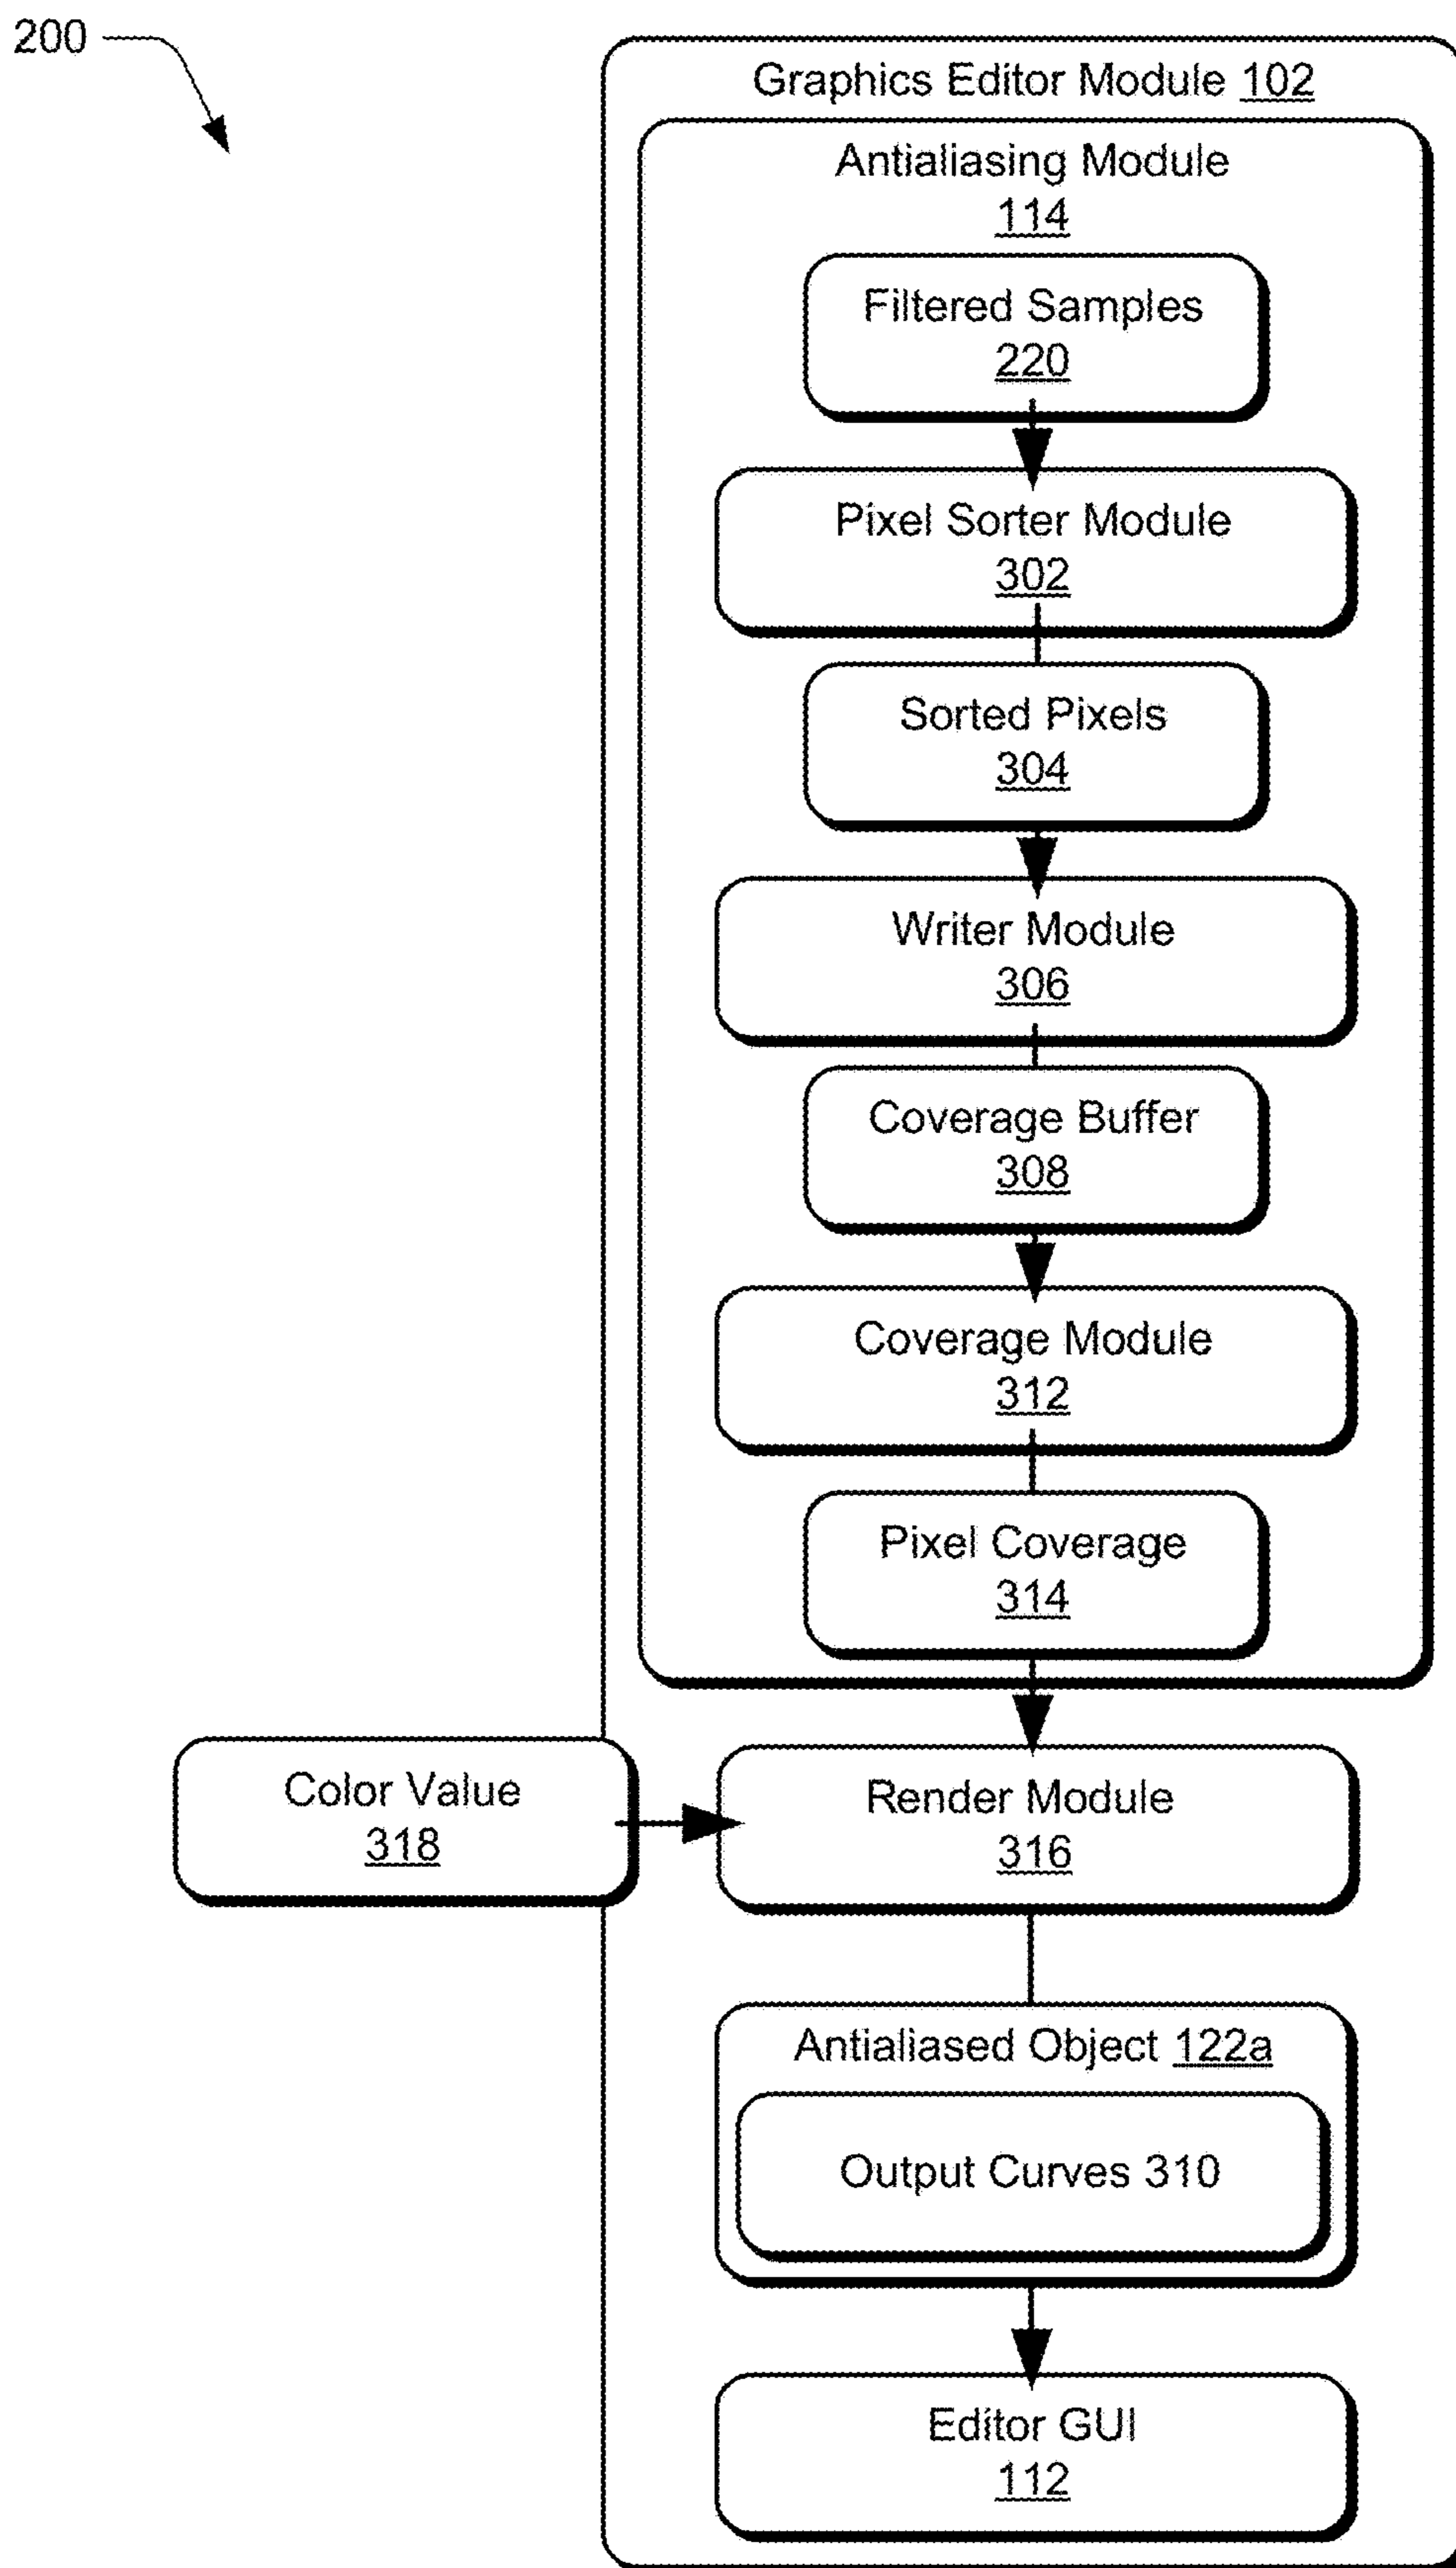 200
Graphics Editor Module 102
Antialiasing Module
114
Filtered Samples
220
Pixel Sorter Module
302
Sorted Pixels
304
Writer Module
306
Coverage Buffer
308
Coverage Module
312
Pixel Coverage
314
Color Value
318
Render Module
316
Antialiased Object 122a
Output Curves 310
Editor GUI
112